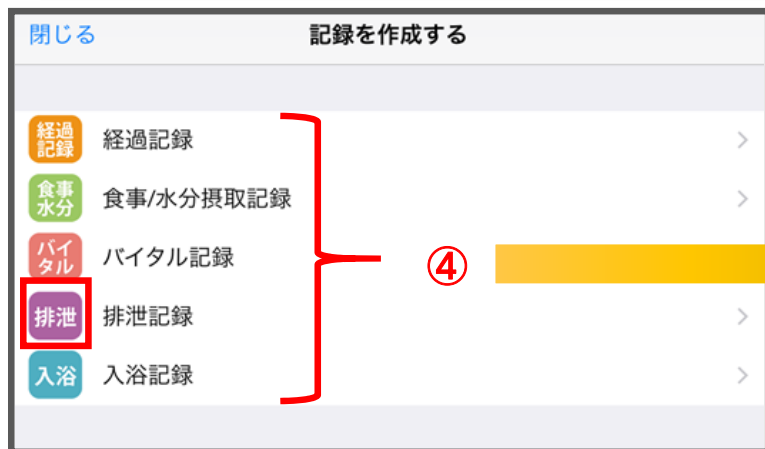 閉じる 記録を作成する
経過
記録 経過記録
食事
水分 食事/水分摂取記録
バイ
タル バイタル記録
④
排泄 排泄記録
入浴 入浴記録